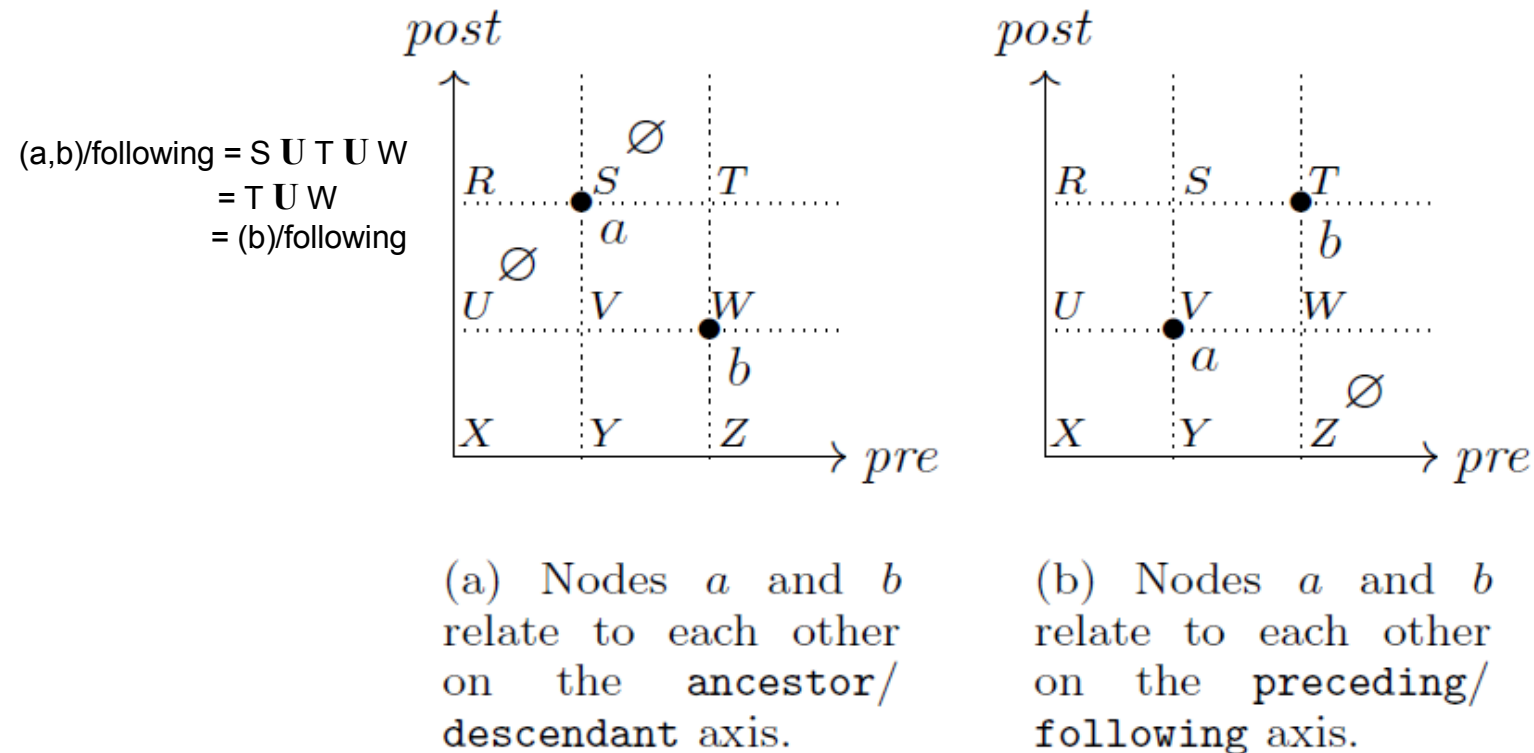 (a,b)/following = S U T U W
= T U W
= (b)/following
post
∅
R S T
a
∅
U V W
b
X Y Z
pre
post
R S T
b
U V W
a
∅
X Y Z
pre
(a) Nodes a and b
relate to each other
on the ancestor/
descendant axis.
(b) Nodes a and b
relate to each other
on the preceding/
following axis.